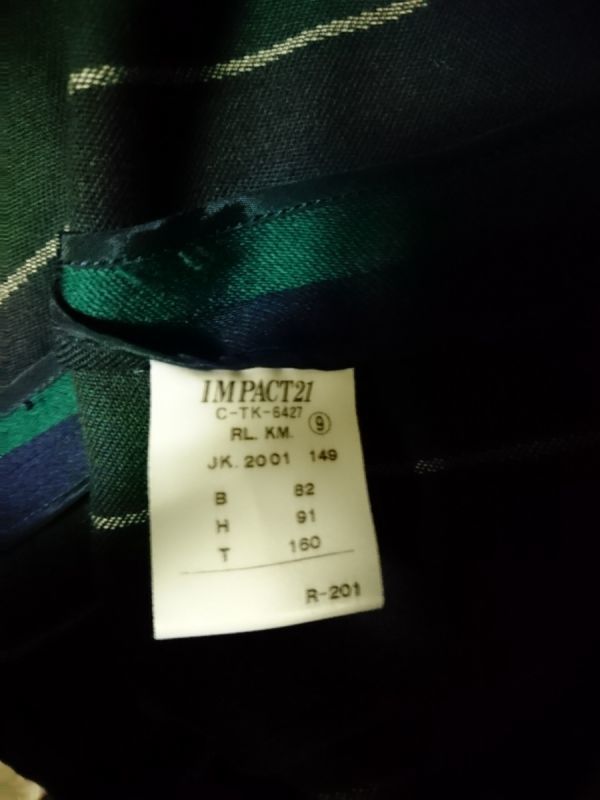 IMPACT21
C-TK-6427
RL. KM. ⑨
JK. 2001 149
B 82
H 91
T 160
R-201